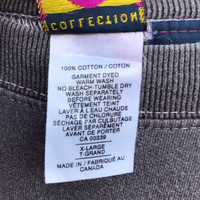 COLLECTION
100% COTTON / COTON
GARMENT DYED
WARM WASH
NO BLEACH-TUMBLE DRY
WASH SEPARATELY
BEFORE WEARING
VÊTEMENT TEINT
LAVER A L'EAU CHAUDE
PAS DE CHLORURE
SÉCHAGE PAR CULBUTAGE
LAVER SÉPARÉMENT
AVANT DE PORTER
CA 00339
X-LARGE
T-GRAND
MADE IN / FABRIQUÉ AU
CANADA